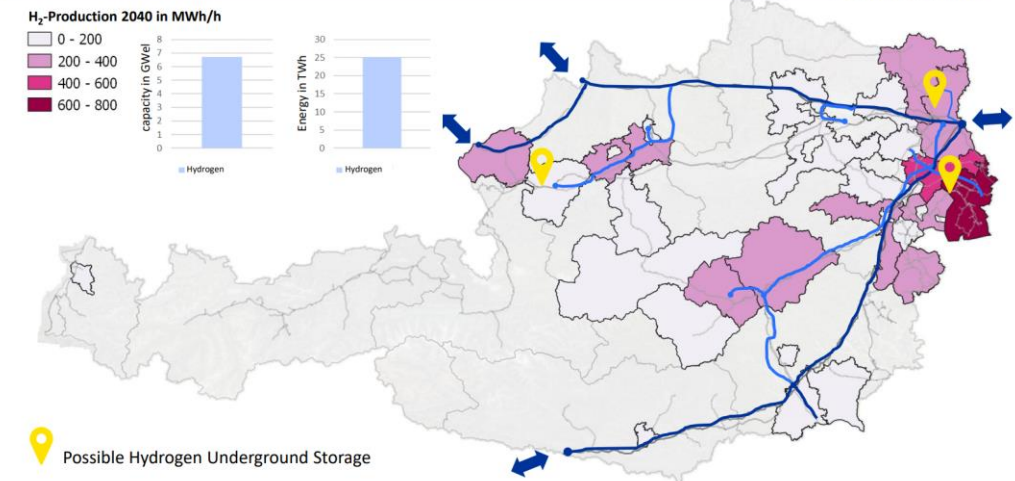 H₂-Production 2040 in MWh/h
0 - 200
200 - 400
400 - 600
600 - 800
capacity in GWel
8
7
6
5
4
3
2
1
0
Hydrogen
Energy in TWh
30
25
20
15
10
5
0
Hydrogen
Possible Hydrogen Underground Storage